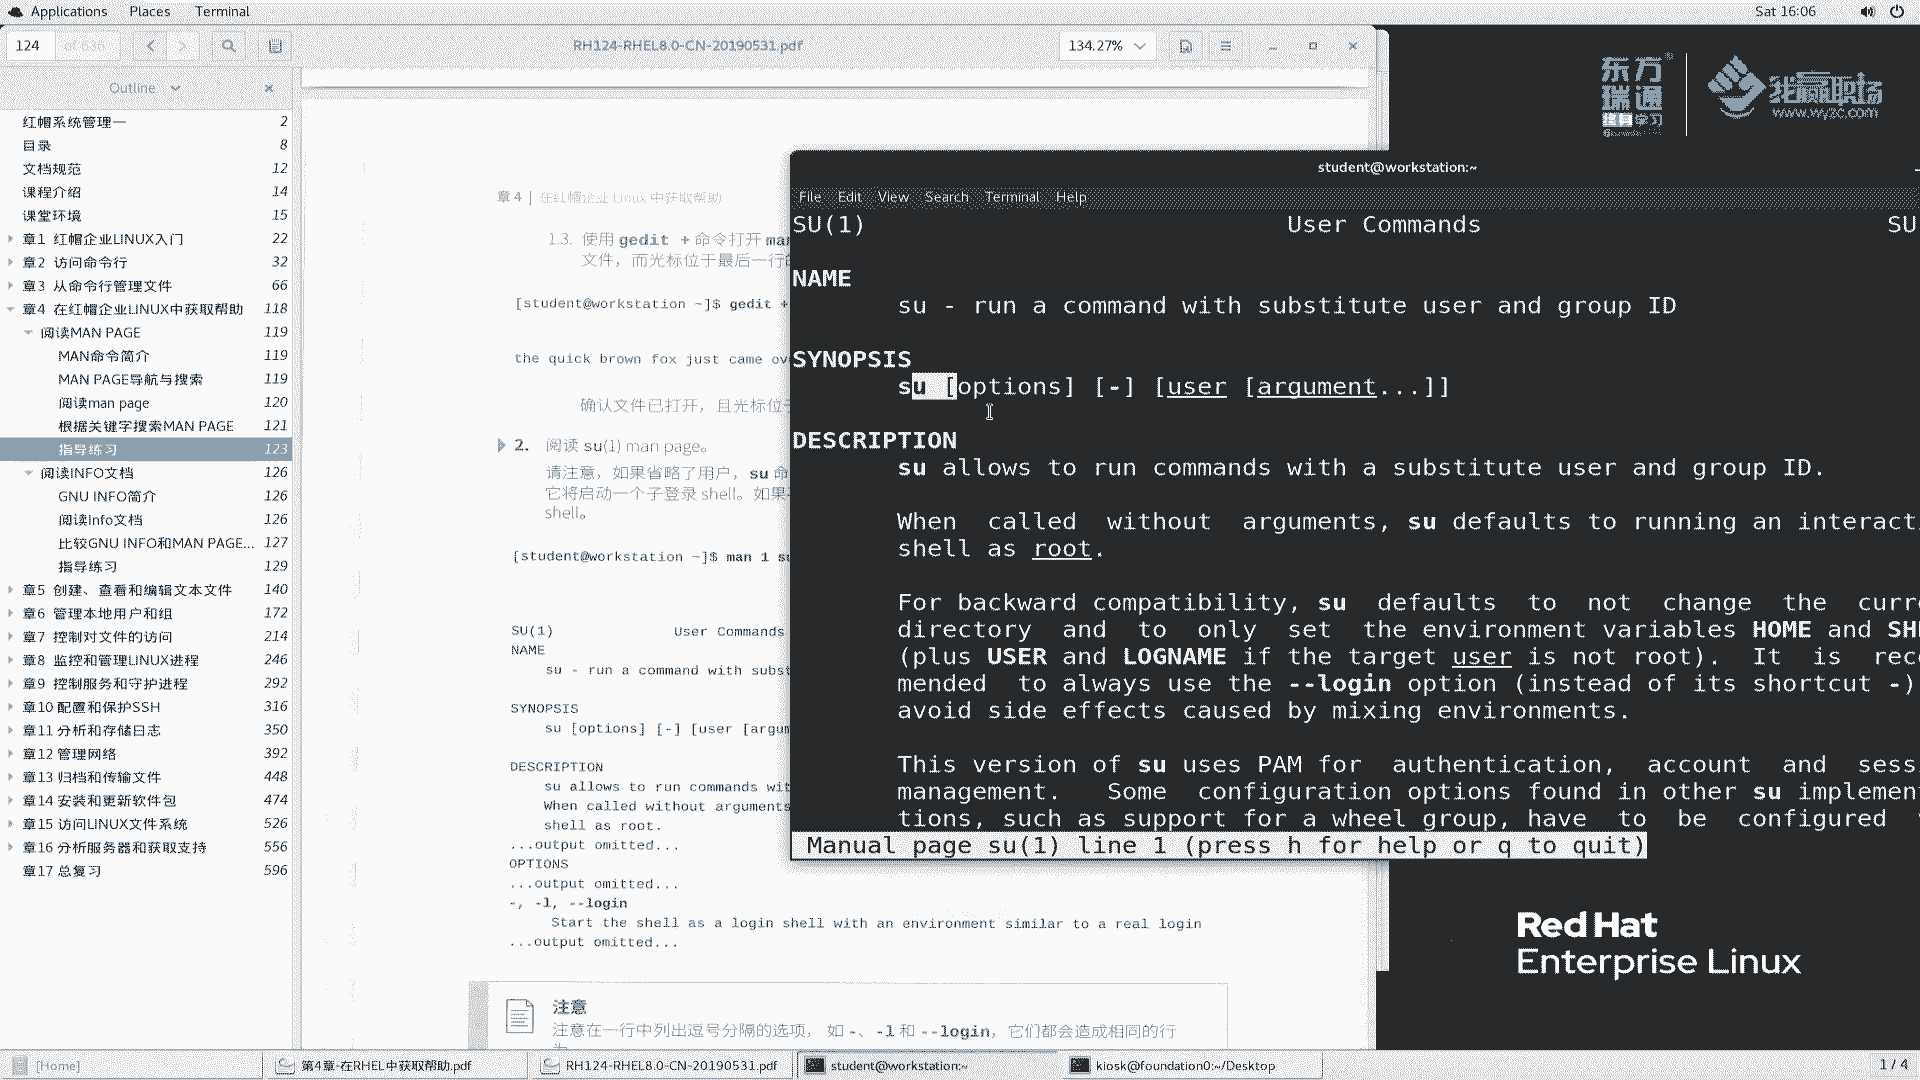 Applications Places Terminal
Sat 16:06
124 of 636
RH124-RHEL8.0-CN-20190531.pdf
134.27%
Outline
红帽系统管理一 2
目录 8
文档规范 12
课程介绍 14
课堂环境 15
章1 红帽企业LINUX入门 22
章2 访问命令行 32
章3 从命令行管理文件 66
章4 在红帽企业LINUX中获取帮助 118
阅读MAN PAGE 119
MAN命令简介 119
MAN PAGE导航与搜索 119
阅读man page 120
根据关键字搜索MAN PAGE 121
指导练习 123
阅读INFO文档 126
GNU INFO简介 126
阅读Info文档 126
比较GNU INFO和MAN PAGE... 127
指导练习 129
章5 创建、查看和编辑文本文件 140
章6 管理本地用户和组 172
章7 控制对文件的访问 214
章8 监控和管理LINUX进程 246
章9 控制服务和守护进程 292
章10 配置和保护SSH 316
章11 分析和存储日志 350
章12 管理网络 392
章13 归档和传输文件 448
章14 安装和更新软件包 474
章15 访问LINUX文件系统 526
章16 分析服务器和获取支持 556
章17 总复习 596
章 4 | 在红帽企业 Linux 中获取帮助
1.3. 使用 gedit + 命令打开 man
文件，而光标位于最后一行的
[student@workstation ~]$ gedit +
the quick brown fox just came ov
确认文件已打开，且光标位于
2. 阅读 su(1) man page。
请注意，如果省略了用户，su 命
它将启动一个子登录 shell。如果
shell。
[student@workstation ~]$ man 1 su
SU(1) User Commands
NAME
su - run a command with subst
SYNOPSIS
su [options] [-] [user [argum
DESCRIPTION
su allows to run commands wit
When called without arguments
shell as root.
...output omitted...
OPTIONS
...output omitted...
-, -l, --login
Start the shell as a login shell with an environment similar to a real login
...output omitted...
注意
注意在一行中列出逗号分隔的选项， 如 -、-l 和 --login，它们都会造成相同的行
东方
瑞通
终身学习
我赢职场
www.wyzc.com
student@workstation:~
File Edit View Search Terminal Help
SU(1) User Commands SU
NAME
su - run a command with substitute user and group ID
SYNOPSIS
su [options] [-] [user [argument...]]
DESCRIPTION
su allows to run commands with a substitute user and group ID.
When called without arguments, su defaults to running an interacti
shell as root.
For backward compatibility, su defaults to not change the curr
directory and to only set the environment variables HOME and SHE
(plus USER and LOGNAME if the target user is not root). It is rec
mended to always use the --login option (instead of its shortcut -)
avoid side effects caused by mixing environments.
This version of su uses PAM for authentication, account and sess
management. Some configuration options found in other su implement
tions, such as support for a wheel group, have to be configured
Manual page su(1) line 1 (press h for help or q to quit)
Red Hat
Enterprise Linux
[Home]
第4章-在RHEL中获取帮助.pdf
RH124-RHEL8.0-CN-20190531.pdf
student@workstation:~
kiosk@foundation0:~/Desktop
1 / 4